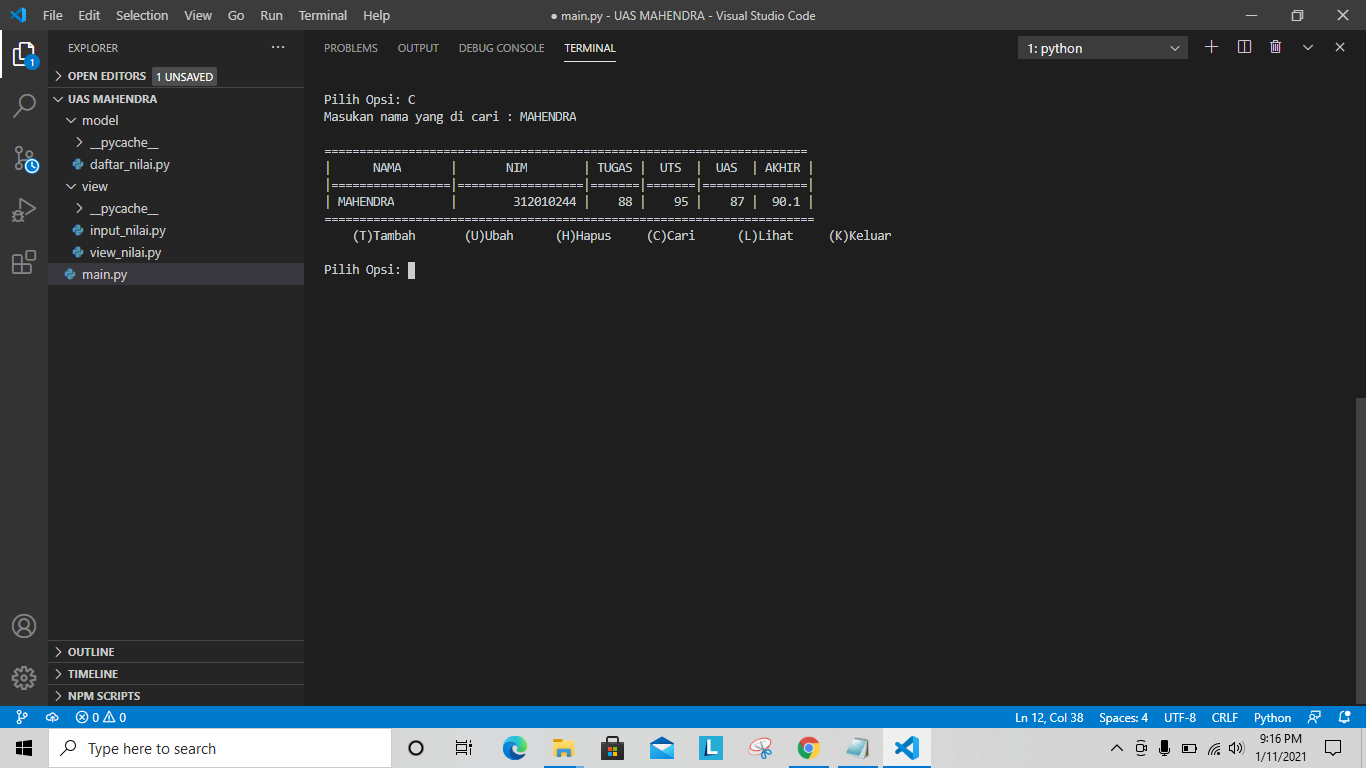 File Edit Selection View Go Run Terminal Help
● main.py - UAS MAHENDRA - Visual Studio Code
EXPLORER
OPEN EDITORS 1 UNSAVED
UAS MAHENDRA
model
__pycache__
daftar_nilai.py
view
__pycache__
input_nilai.py
view_nilai.py
main.py
OUTLINE
TIMELINE
NPM SCRIPTS
1
PROBLEMS OUTPUT DEBUG CONSOLE TERMINAL
1: python
Pilih Opsi: C
Masukan nama yang di cari : MAHENDRA
=====================================================================
|      NAMA       |       NIM        | TUGAS |  UTS  |  UAS  | AKHIR |
|=================|==================|=======|=======|===============|
| MAHENDRA        |        312010244 |    88 |    95 |    87 |  90.1 |
======================================================================
(T)Tambah (U)Ubah (H)Hapus (C)Cari (L)Lihat (K)Keluar
Pilih Opsi:
0 0
Ln 12, Col 38 Spaces: 4 UTF-8 CRLF Python
Type here to search
L
9:16 PM
1/11/2021